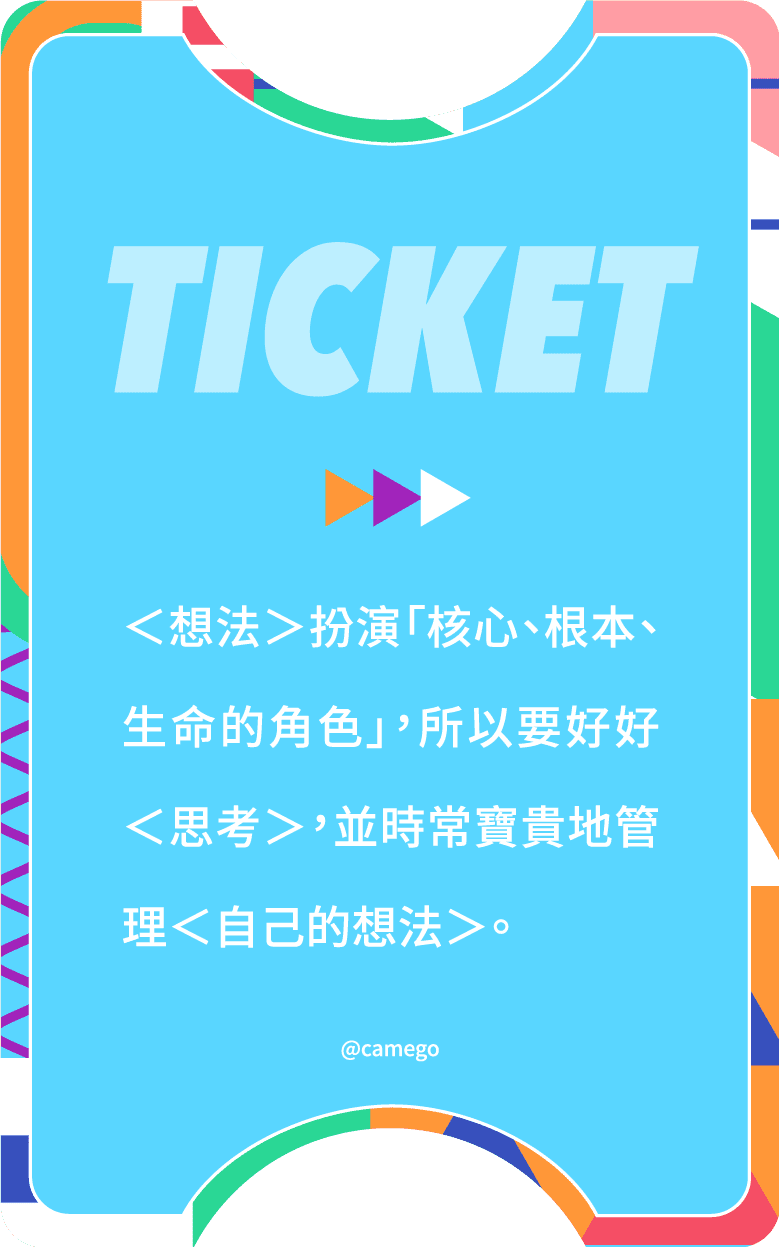 TICKET
＜想法＞扮演「核心、根本、
生命的角色」，所以要好好
＜思考＞，並時常寶貴地管
理＜自己的想法＞。
@camego